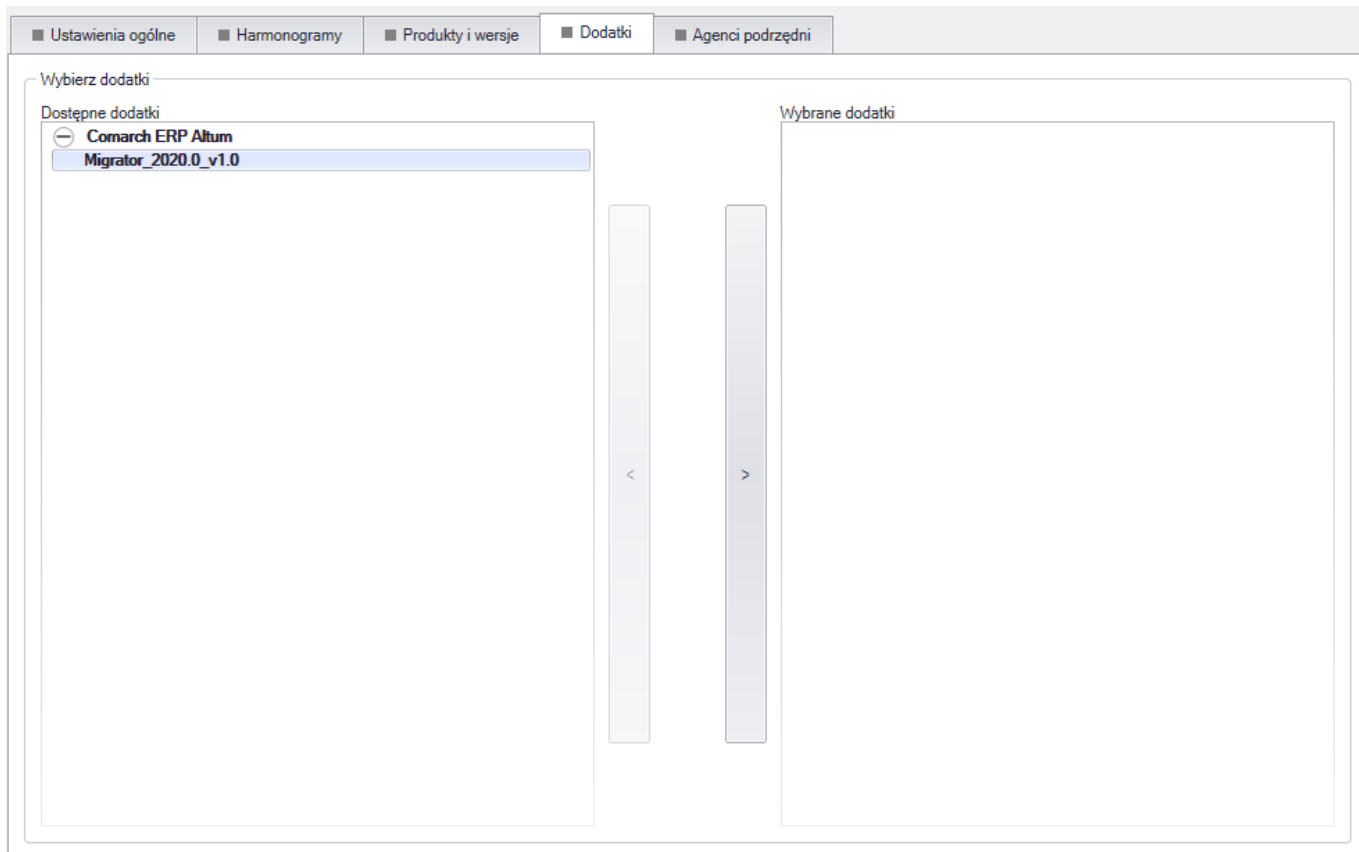 Ustawienia ogólne
Harmonogramy
Produkty i wersje
Dodatki
Agenci podrzędni
Wybierz dodatki
Dostępne dodatki
Wybrane dodatki
Comarch ERP Altum
Migrator_2020.0_v1.0
<
>